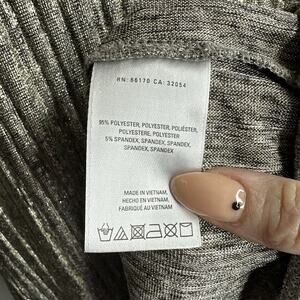 RN: 66170 CA: 32054
95% POLYESTER, POLYESTER, POLIÉSTER,
POLYESTERE, POLYESTER
5% SPANDEX, SPANDEX, SPANDEX,
SPANDEX, SPANDEX
MADE IN VIETNAM,
HECHO EN VIETNAM,
FABRIQUÉ AU VIETNAM